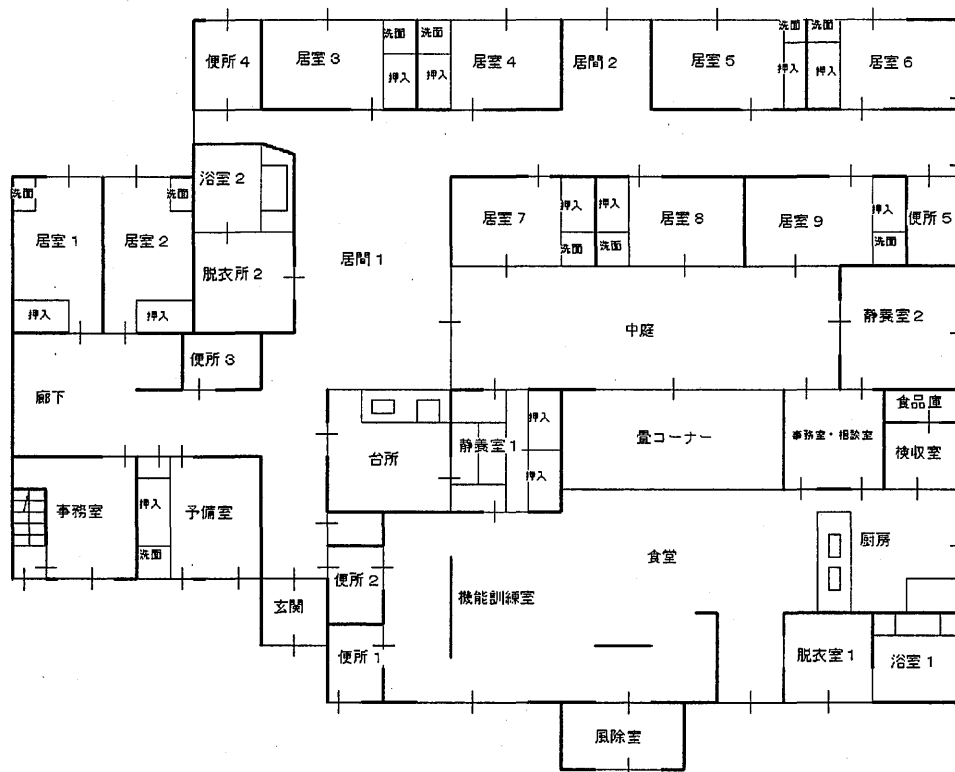 便所4
居室3
洗面
押入
洗面
押入
居室4
居間2
居室5
洗面
押入
洗面
押入
居室6
浴室2
脱衣所2
洗面
居室1
押入
洗面
居室2
押入
居間1
居室7
押入
洗面
押入
洗面
居室8
居室9
押入
洗面
便所5
中庭
静養室2
便所3
廊下
台所
静養室1
押入
押入
畳コーナー
事務室・相談室
食品庫
検収室
事務室
押入
洗面
予備室
玄関
便所2
便所1
機能訓練室
食堂
厨房
脱衣室1
浴室1
風除室